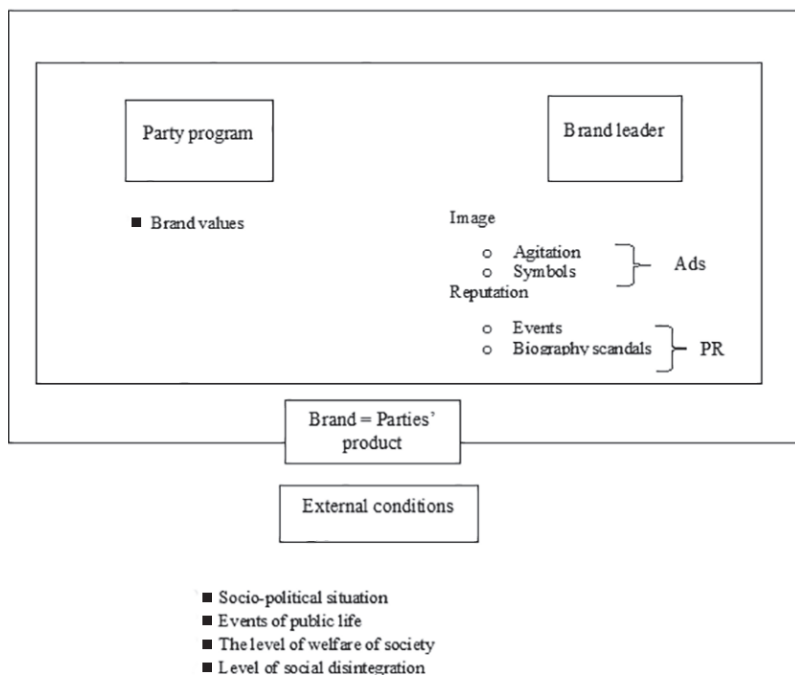 Party program
Brand leader
■ Brand values
Image
o Agitation
o Symbols
Ads
Reputation
o Events
o Biography scandals
PR
Brand = Parties’
product
External conditions
■ Socio-political situation
■ Events of public life
■ The level of welfare of society
■ Level of social disintegration